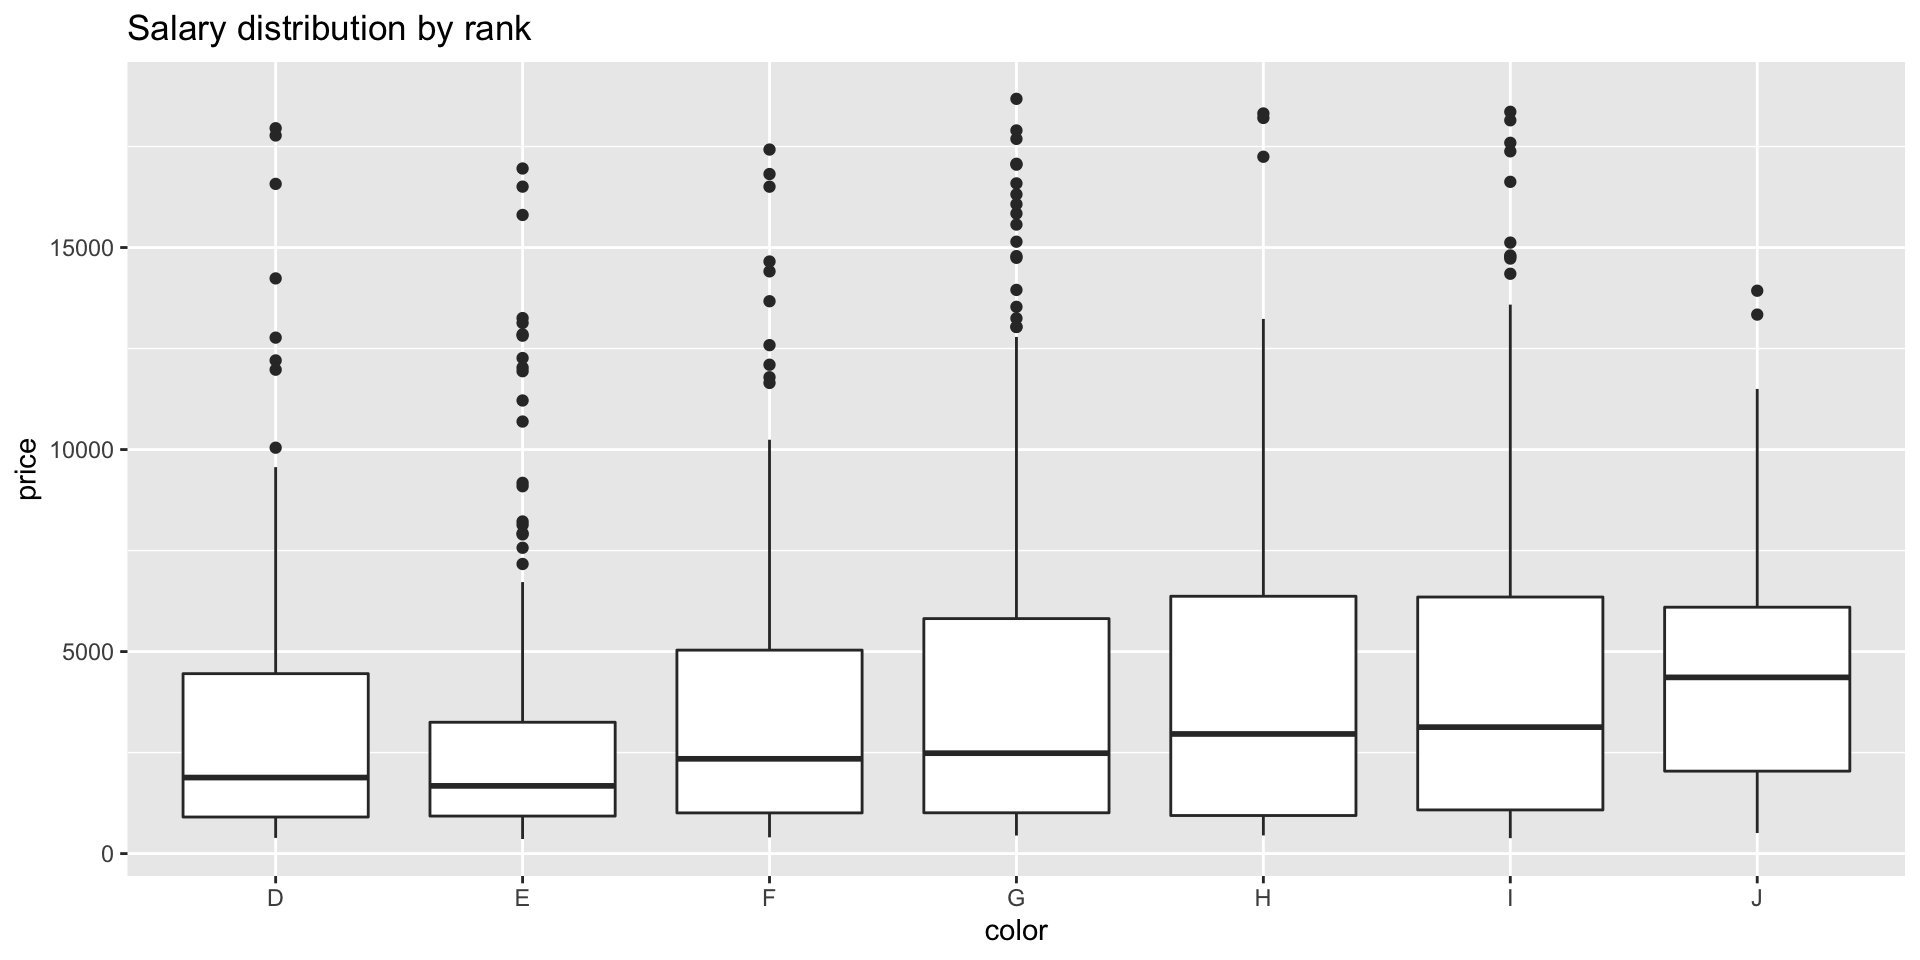 Salary distribution by rank
15000
10000
5000
0
price
D E F G H I J
color